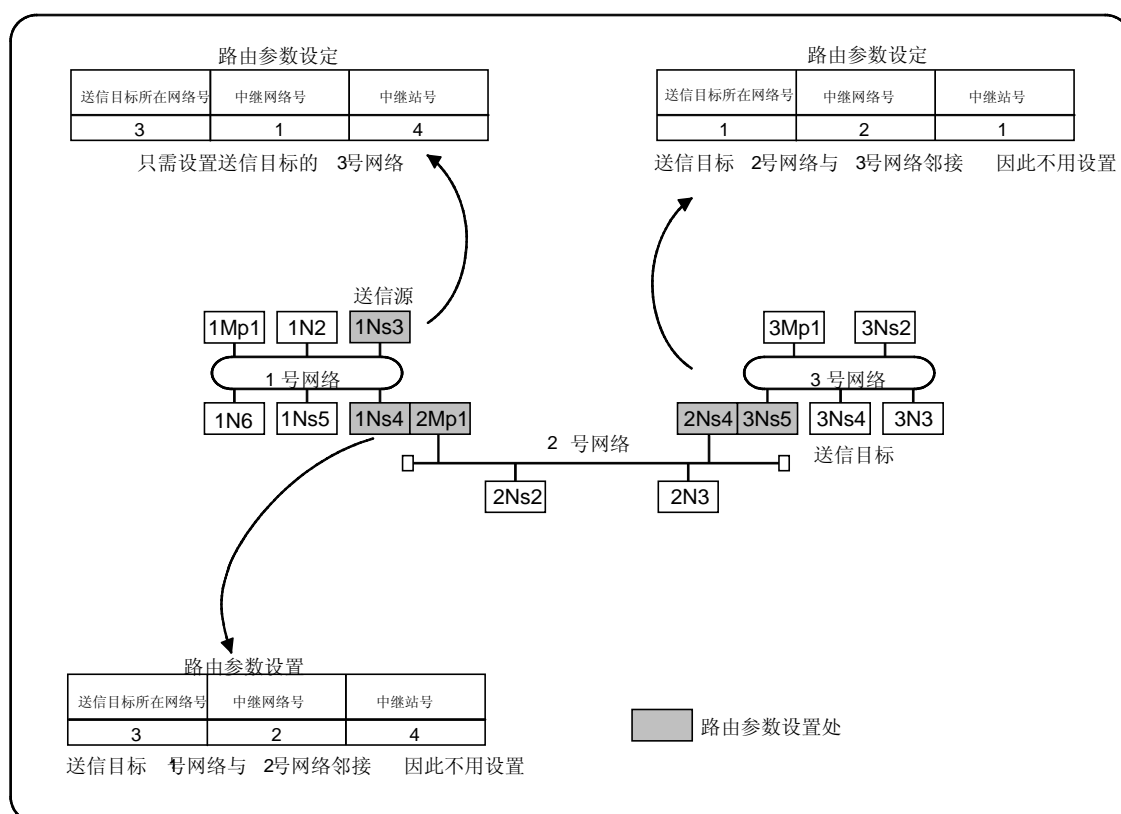 路由参数设定
送信目标所在网络号 中继网络号 中继站号
3 1 4
只需设置送信目标的 3号网络
路由参数设定
送信目标所在网络号 中继网络号 中继站号
1 2 1
送信目标 2号网络与 3号网络邻接 因此不用设置
送信源
1Mp1 1N2 1Ns3
1 号网络
1N6 1Ns5 1Ns4 2Mp1
3Mp1 3Ns2
3 号网络
2Ns4 3Ns5 3Ns4 3N3
送信目标
2 号网络
2Ns2 2N3
路由参数设置
送信目标所在网络号 中继网络号 中继站号
3 2 4
送信目标 1号网络与 2号网络邻接 因此不用设置
路由参数设置处